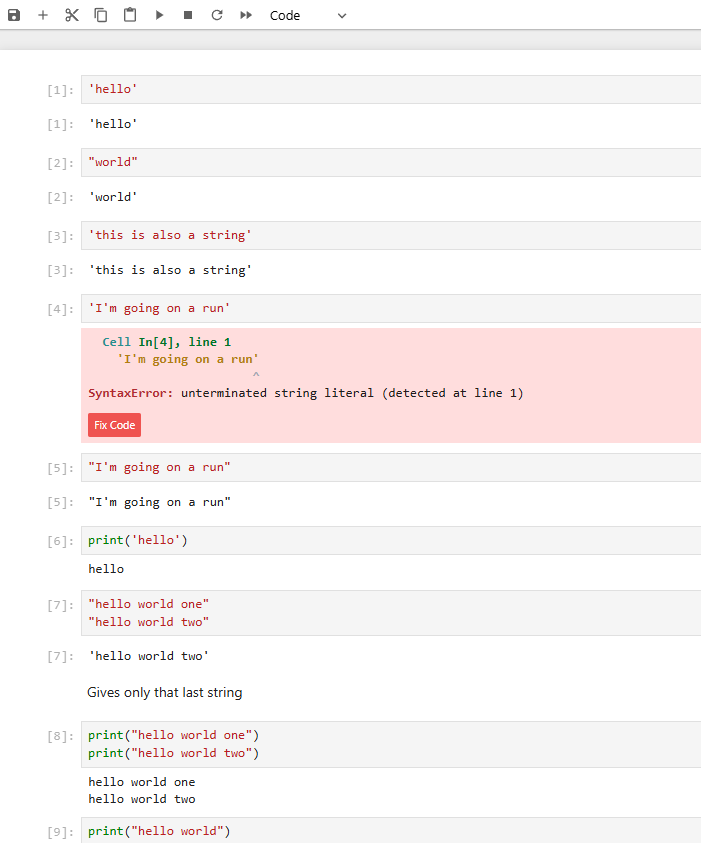 Code
[1]: 'hello'
[1]: 'hello'
[2]: "world"
[2]: 'world'
[3]: 'this is also a string'
[3]: 'this is also a string'
[4]: 'I'm going on a run'
Cell In[4], line 1
'I'm going on a run'
^
SyntaxError: unterminated string literal (detected at line 1)
Fix Code
[5]: "I'm going on a run"
[5]: "I'm going on a run"
[6]: print('hello')
hello
[7]: "hello world one"
"hello world two"
[7]: 'hello world two'
Gives only that last string
[8]: print("hello world one")
print("hello world two")
hello world one
hello world two
[9]: print("hello world")